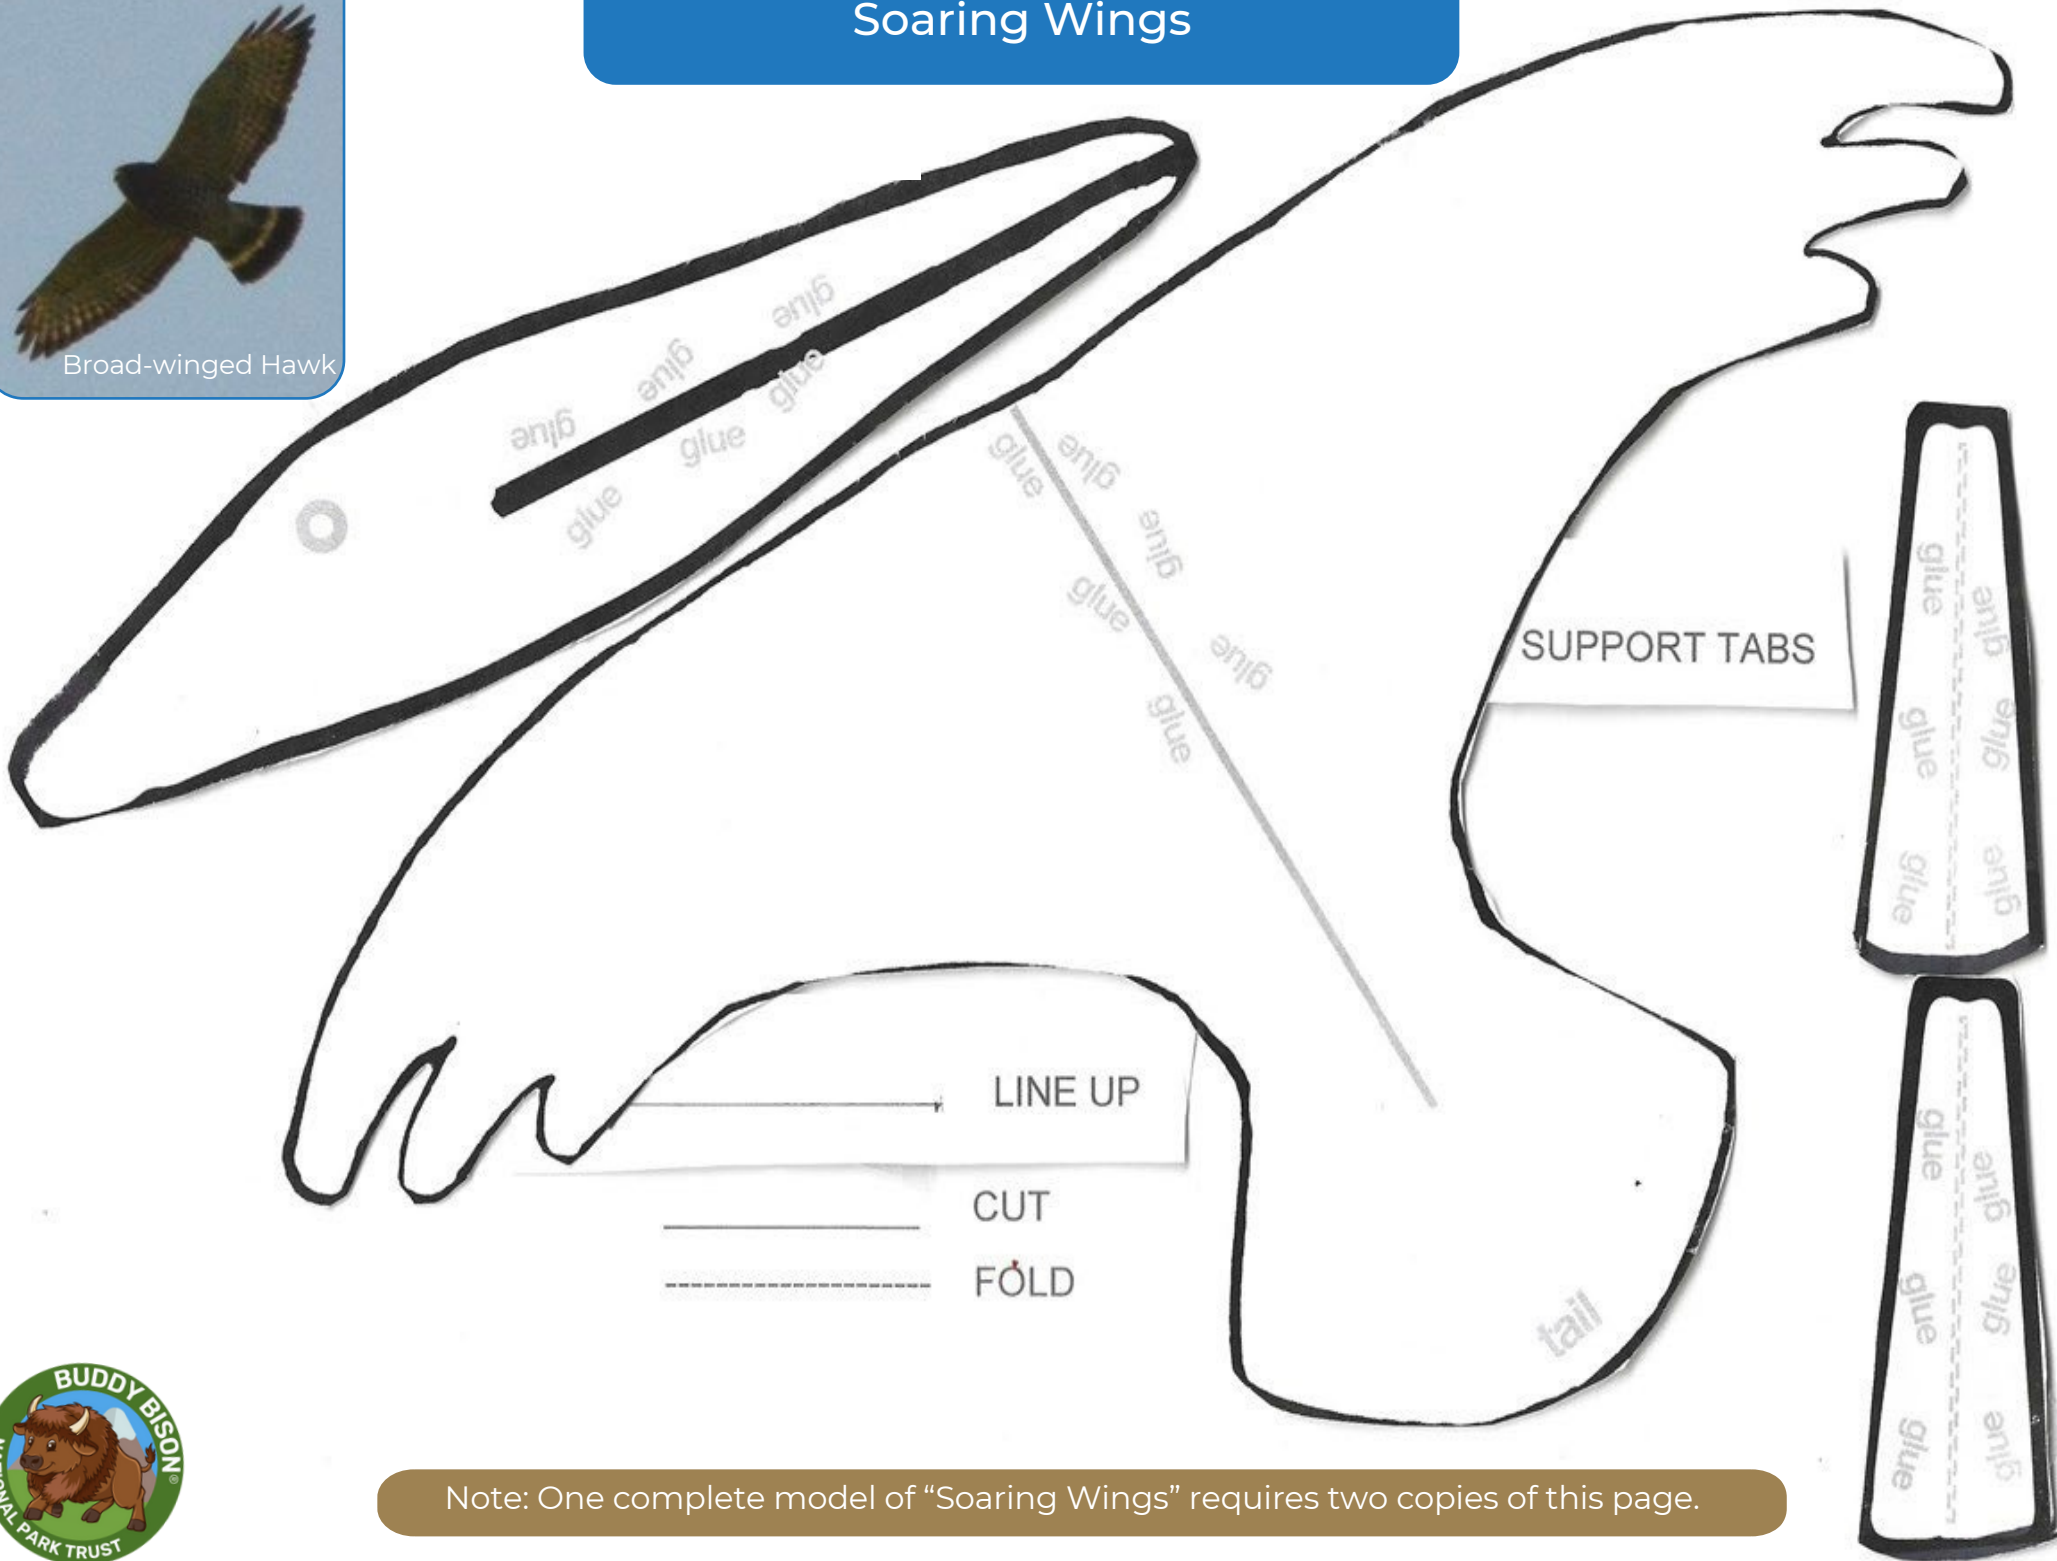 Soaring Wings
Broad-winged Hawk
glue
glue
glue
glue
glue
glue
glue
glue
glue
glue
glue
glue
SUPPORT TABS
glue
glue
glue
glue
glue
glue
LINE UP
CUT
FOLD
tail
glue
glue
glue
glue
glue
glue
BUDDY BISON®
NATIONAL PARK TRUST
Note: One complete model of “Soaring Wings” requires two copies of this page.